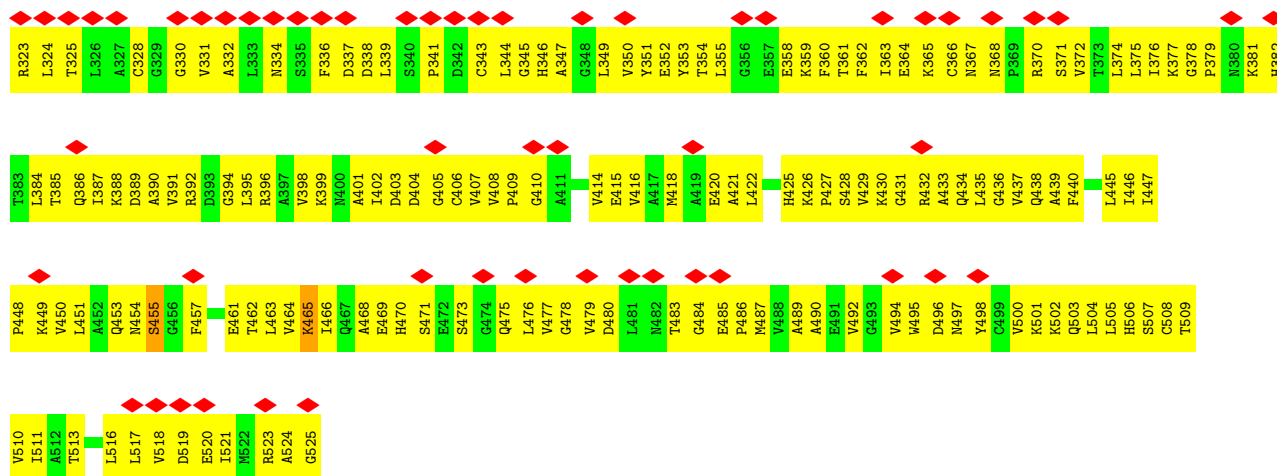 R323 L324 T325 L326 A327 C328 G329 G330 V331 A332 L333 N334 S335 F336 D337 D338 L339 S340 P341 D342 C343 L344 G345 H346 A347 G348 L349 V350 Y351 E352 Y353 T354 L355 G356 E357 E358 K359 F360 T361 F362 I363 E364 K365 C366 N367 N368 P369 R370 S371 V372 T373 L374 L375 I376 K377 G378 P379 N380 K381 H382
T383 L384 T385 Q386 I387 K388 D389 A390 V391 R392 D393 G394 L395 R396 A397 V398 K399 N400 A401 I402 D403 D404 G405 C406 V407 V408 P409 G410 A411 V414 E415 V416 A417 M418 A419 E420 A421 L422 H425 K426 P427 S428 V429 K430 G431 R432 A433 Q434 L435 G436 V437 Q438 A439 F440 L445 I446 I447
P448 K449 V450 L451 A452 Q453 N454 S455 G456 F457 E461 T462 L463 V464 K465 I466 Q467 A468 E469 H470 S471 E472 S473 G474 Q475 L476 V477 G478 V479 D480 L481 N482 T483 G484 E485 P486 M487 V488 A489 A490 E491 V492 G493 V494 W495 D496 N497 Y498 C499 V500 K501 K502 Q503 L504 L505 H506 S507 C508 T509
V510 I511 A512 T513 L516 L517 V518 D519 E520 I521 M522 R523 A524 G525